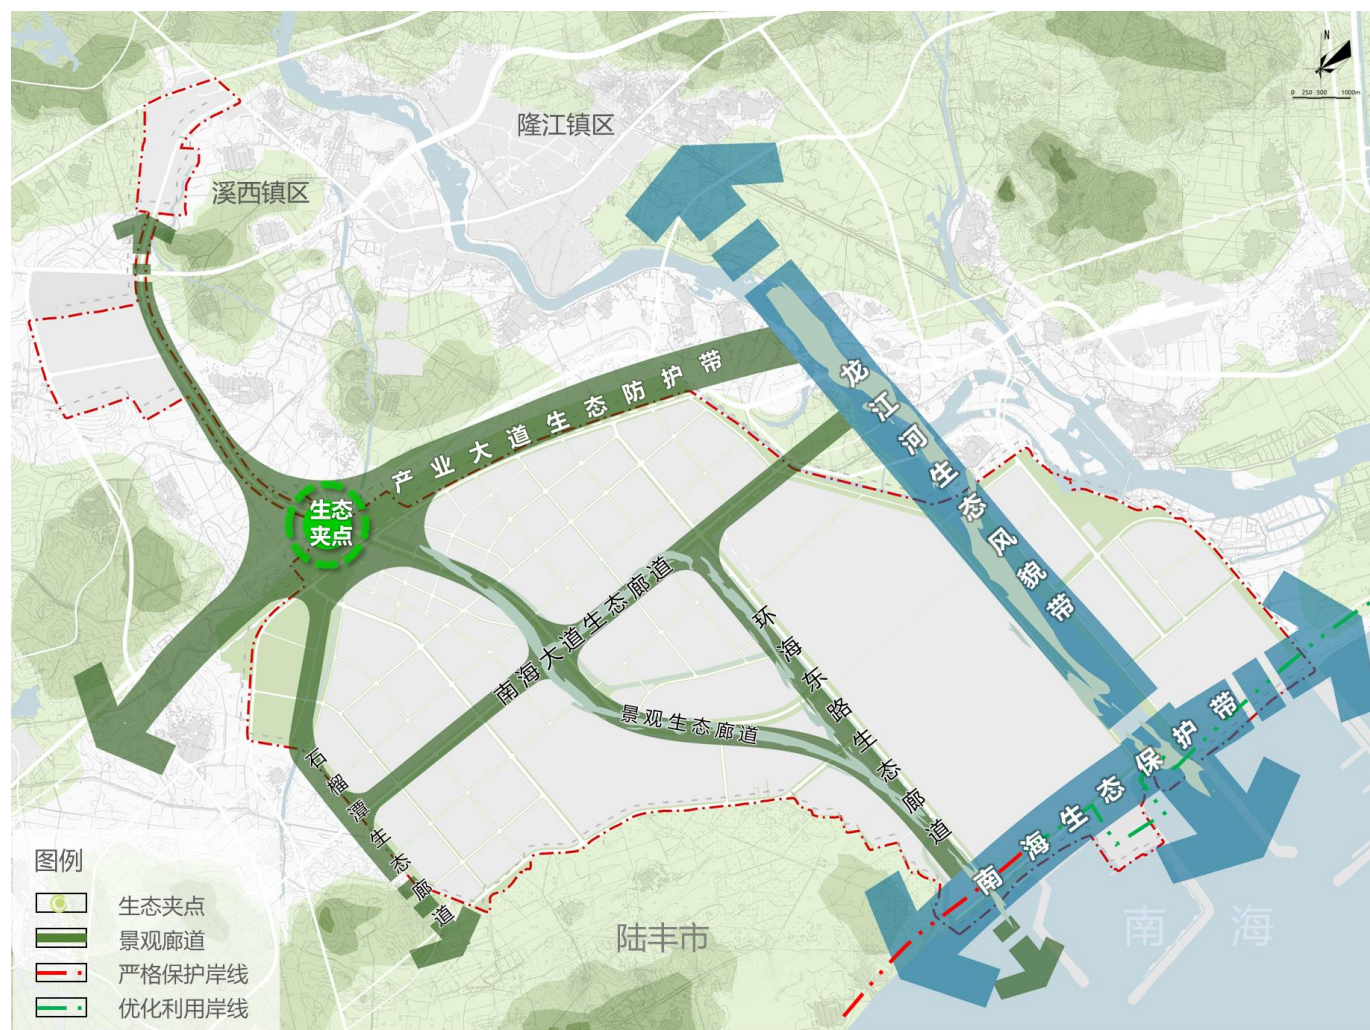 N
0 250 500 1000m
隆江镇区
溪西镇区
龙江河生态风貌带
产业大道生态防护带
生态
夹点
南海大道生态廊道
环海东路生态廊道
景观生态廊道
石榴潭生态廊道
南海生态保护带
南海
陆丰市
图例
生态夹点
景观廊道
严格保护岸线
优化利用岸线